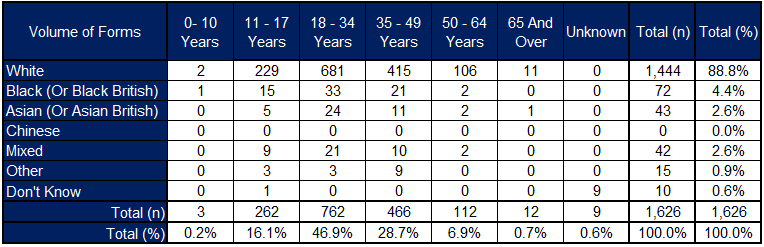 Volume of Forms 0- 10 Years 11 - 17 Years 18 - 34 Years 35 - 49 Years 50 - 64 Years 65 And Over Unknown Total (n) Total (%)
White 2 229 681 415 106 11 0 1,444 88.8%
Black (Or Black British) 1 15 33 21 2 0 0 72 4.4%
Asian (Or Asian British) 0 5 24 11 2 1 0 43 2.6%
Chinese 0 0 0 0 0 0 0 0 0.0%
Mixed 0 9 21 10 2 0 0 42 2.6%
Other 0 3 3 9 0 0 0 15 0.9%
Don't Know 0 1 0 0 0 0 9 10 0.6%
Total (n) 3 262 762 466 112 12 9 1,626 1,626
Total (%) 0.2% 16.1% 46.9% 28.7% 6.9% 0.7% 0.6% 100.0% 100.0%